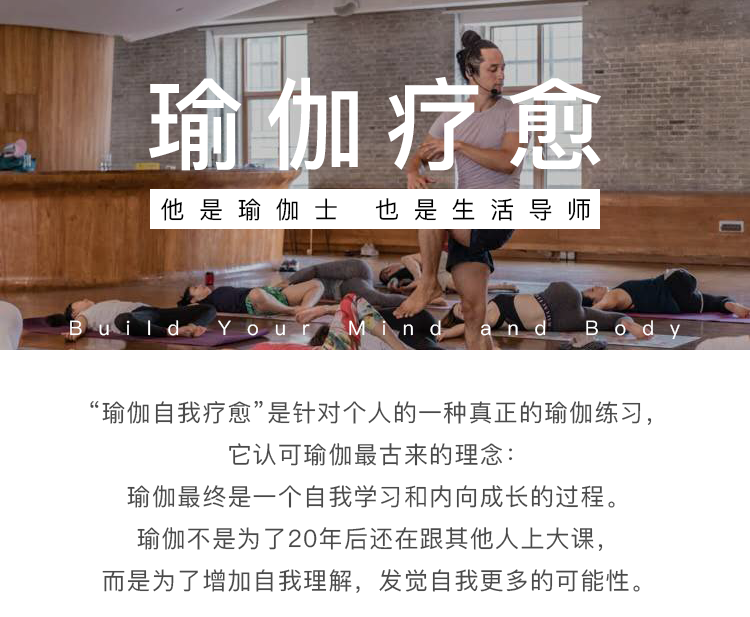 瑜伽疗愈
他是瑜伽士 也是生活导师
Build Your Mind and Body
“瑜伽自我疗愈”是针对个人的一种真正的瑜伽练习，
它认可瑜伽最古来的理念：
瑜伽最终是一个自我学习和内向成长的过程。
瑜伽不是为了20年后还在跟其他人上大课，
而是为了增加自我理解，发觉自我更多的可能性。